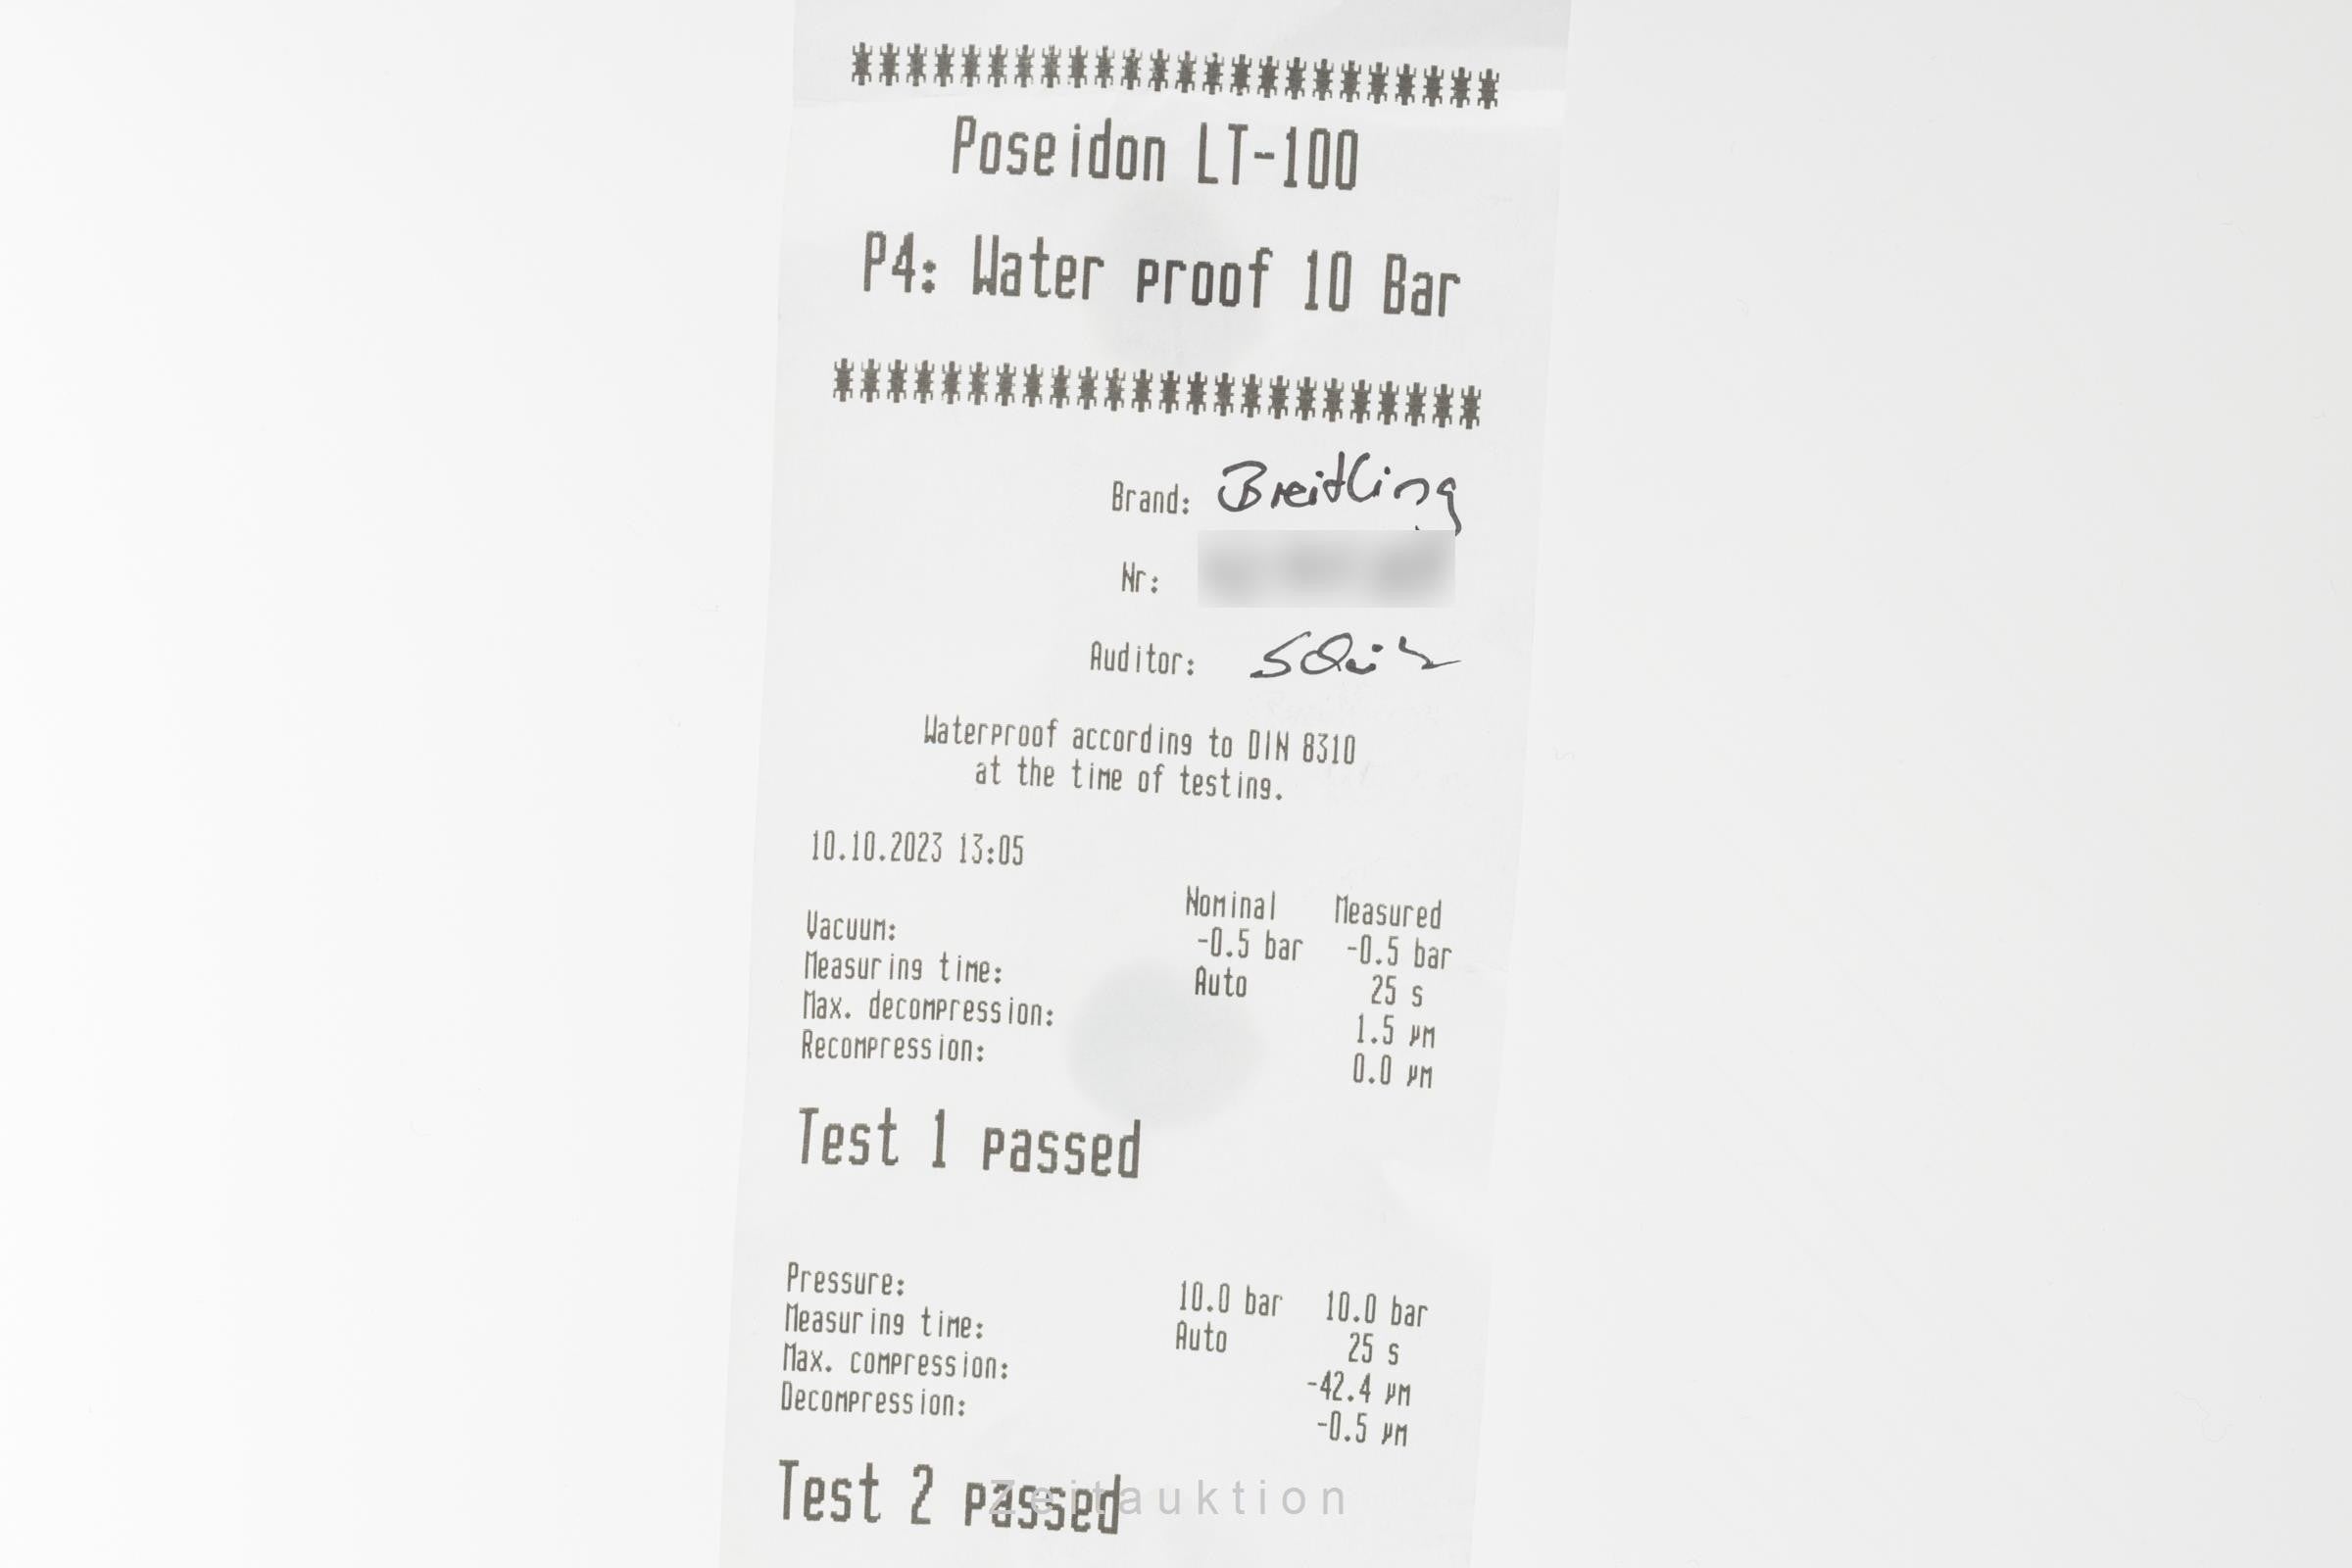 ************************
Poseidon LT-100
P4: Water proof 10 Bar
************************
Brand: Breitling
Nr:
Auditor:
Waterproof according to DIN 8310
at the time of testing.
10.10.2023 13:05
Nominal Measured
Vacuum: -0.5 bar -0.5 bar
Measuring time: Auto 25 s
Max. decompression: 1.5 µm
Recompression: 0.0 µm
Test 1 passed
Pressure: 10.0 bar 10.0 bar
Measuring time: Auto 25 s
Max. compression: -42.4 µm
Decompression: -0.5 µm
Test 2 passed
Zeitauktion